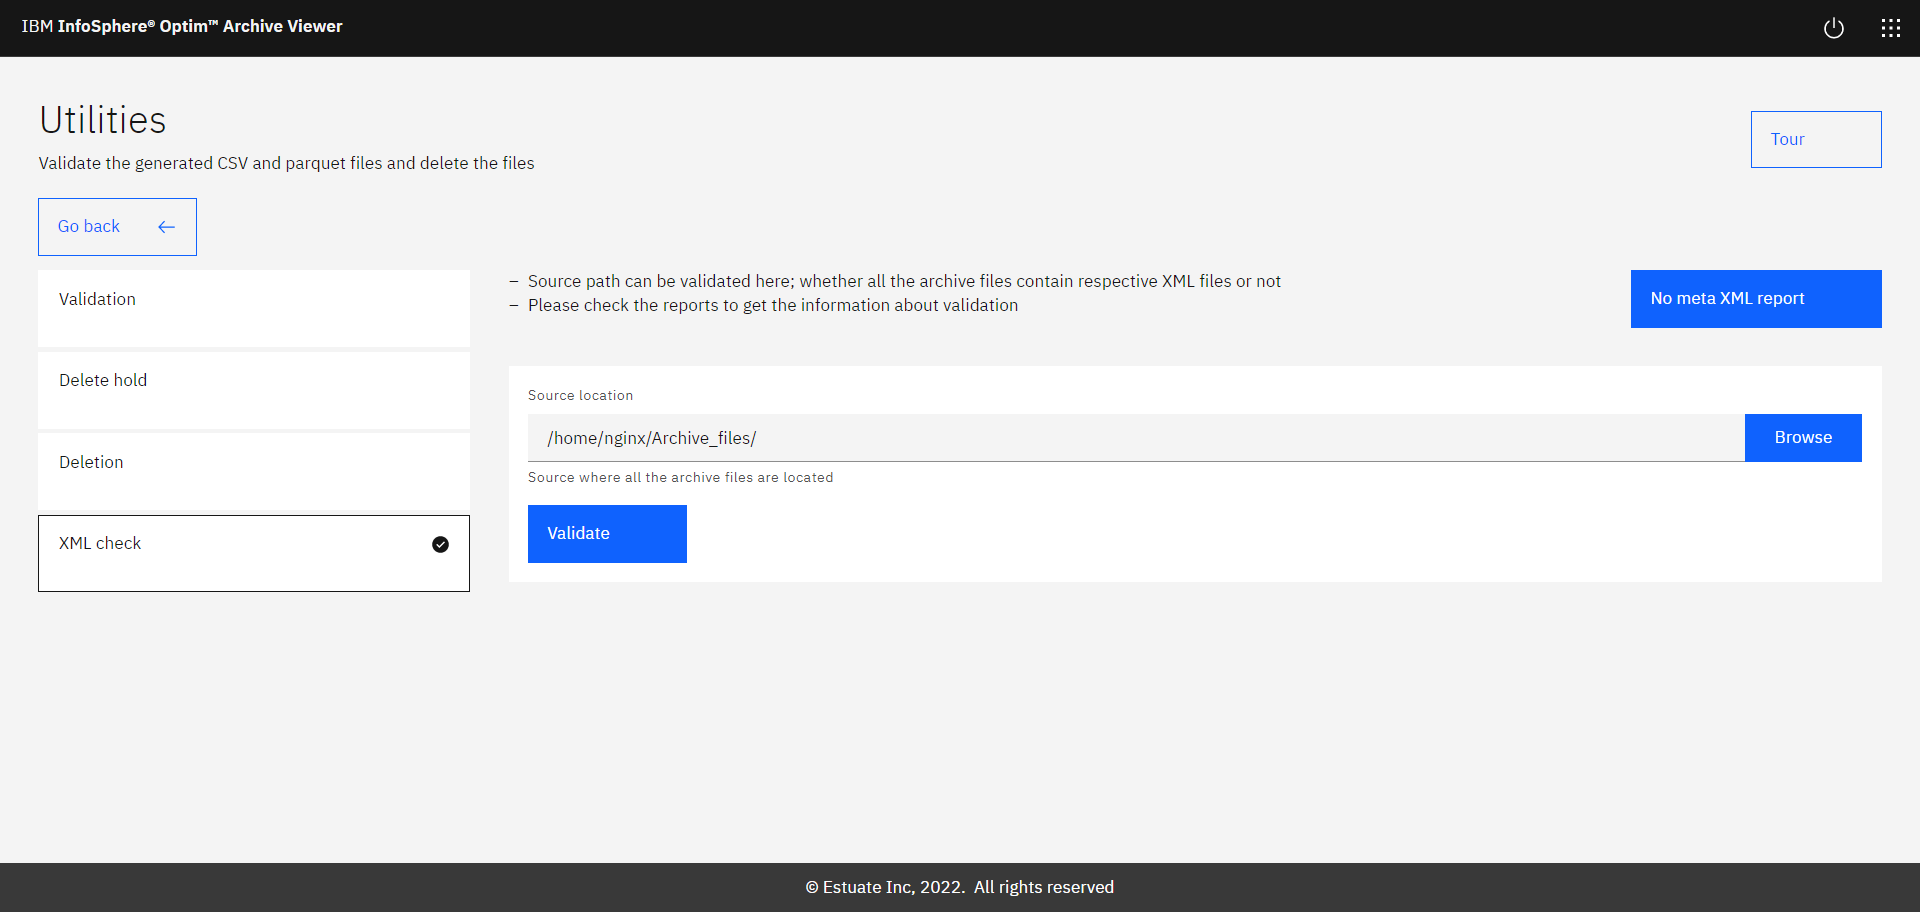 IBM InfoSphere® Optim™ Archive Viewer
Utilities
Validate the generated CSV and parquet files and delete the files
Tour
Go back
Validation
Delete hold
Deletion
XML check
– Source path can be validated here; whether all the archive files contain respective XML files or not
– Please check the reports to get the information about validation
No meta XML report
Source location
/home/nginx/Archive_files/
Browse
Source where all the archive files are located
Validate
© Estuate Inc, 2022. All rights reserved